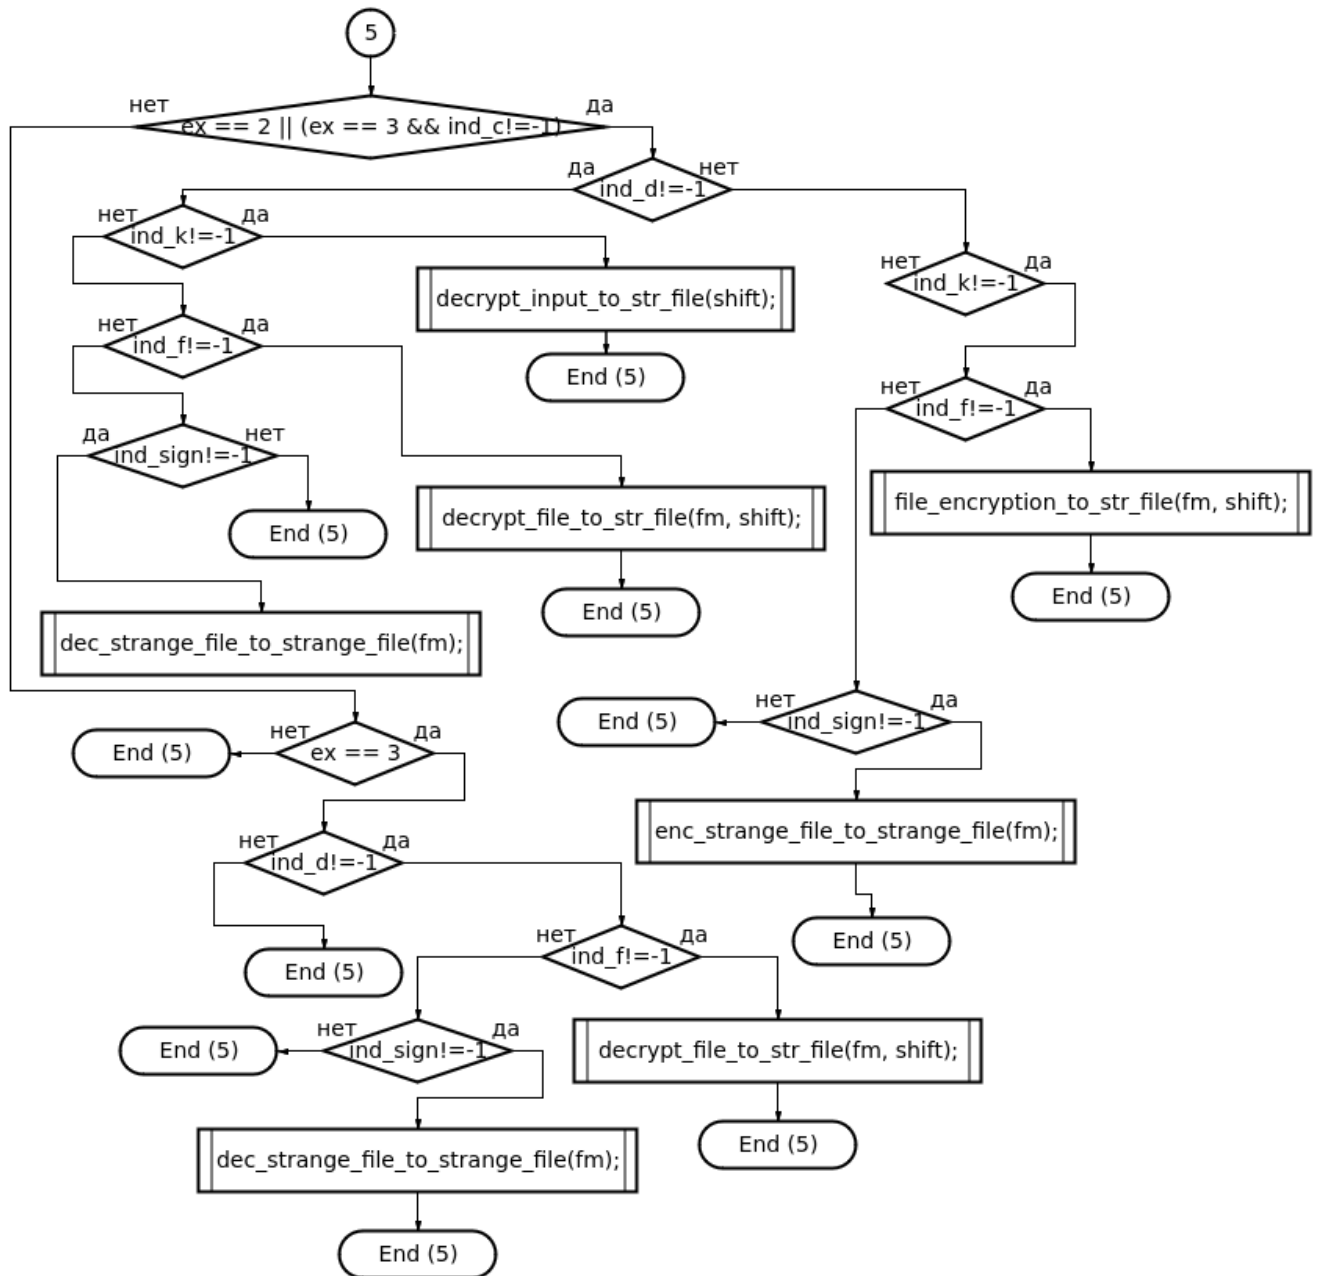 5
нет
да
ex == 2 || (ex == 3 && ind_c!=-1)
да
нет
ind_d!=-1
нет
да
ind_k!=-1
нет
да
ind_k!=-1
decrypt_input_to_str_file(shift);
нет
да
ind_f!=-1
End (5)
нет
да
ind_f!=-1
да
нет
ind_sign!=-1
file_encryption_to_str_file(fm, shift);
decrypt_file_to_str_file(fm, shift);
End (5)
End (5)
End (5)
dec_strange_file_to_strange_file(fm);
нет
да
ind_sign!=-1
End (5)
нет
да
ex == 3
End (5)
enc_strange_file_to_strange_file(fm);
нет
да
ind_d!=-1
End (5)
нет
да
ind_f!=-1
End (5)
нет
да
ind_sign!=-1
End (5)
decrypt_file_to_str_file(fm, shift);
End (5)
dec_strange_file_to_strange_file(fm);
End (5)